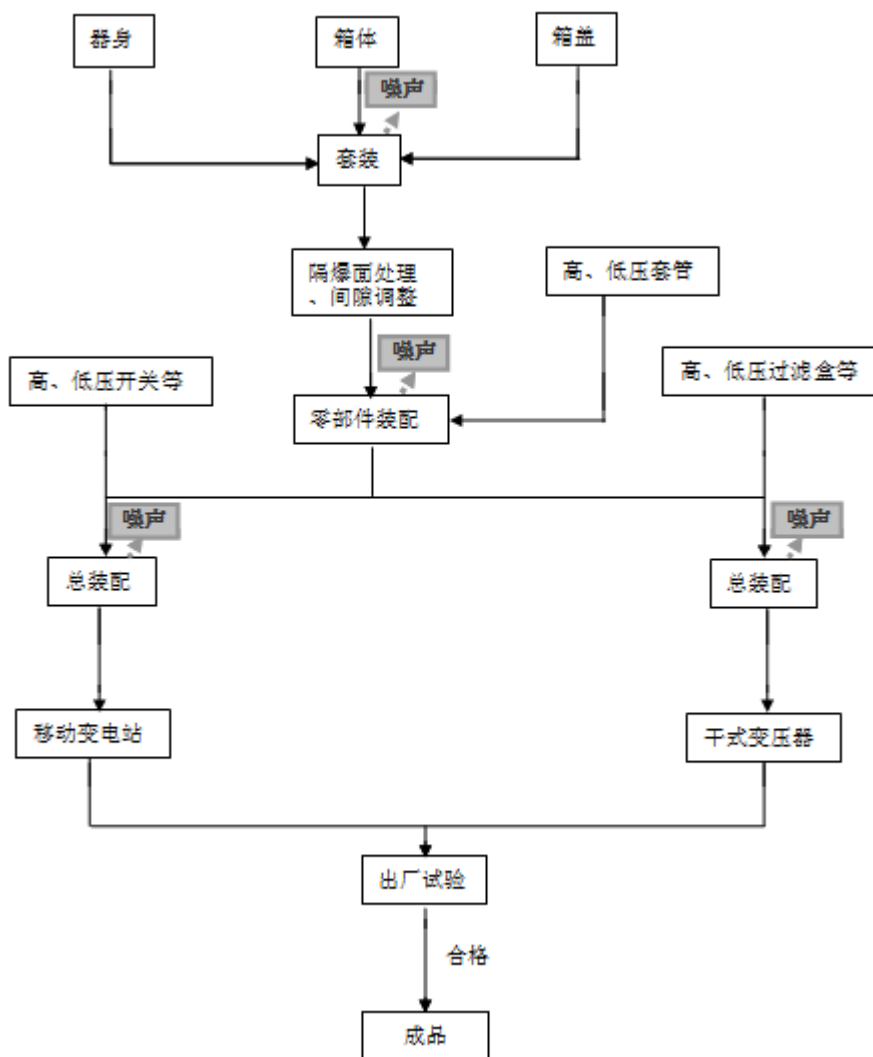 器身
箱体
箱盖
噪声
套装
隔爆面处理
、间隙调整
高、低压套管
噪声
高、低压开关等
高、低压过滤盒等
零部件装配
噪声
噪声
总装配
总装配
移动变电站
干式变压器
出厂试验
合格
成品